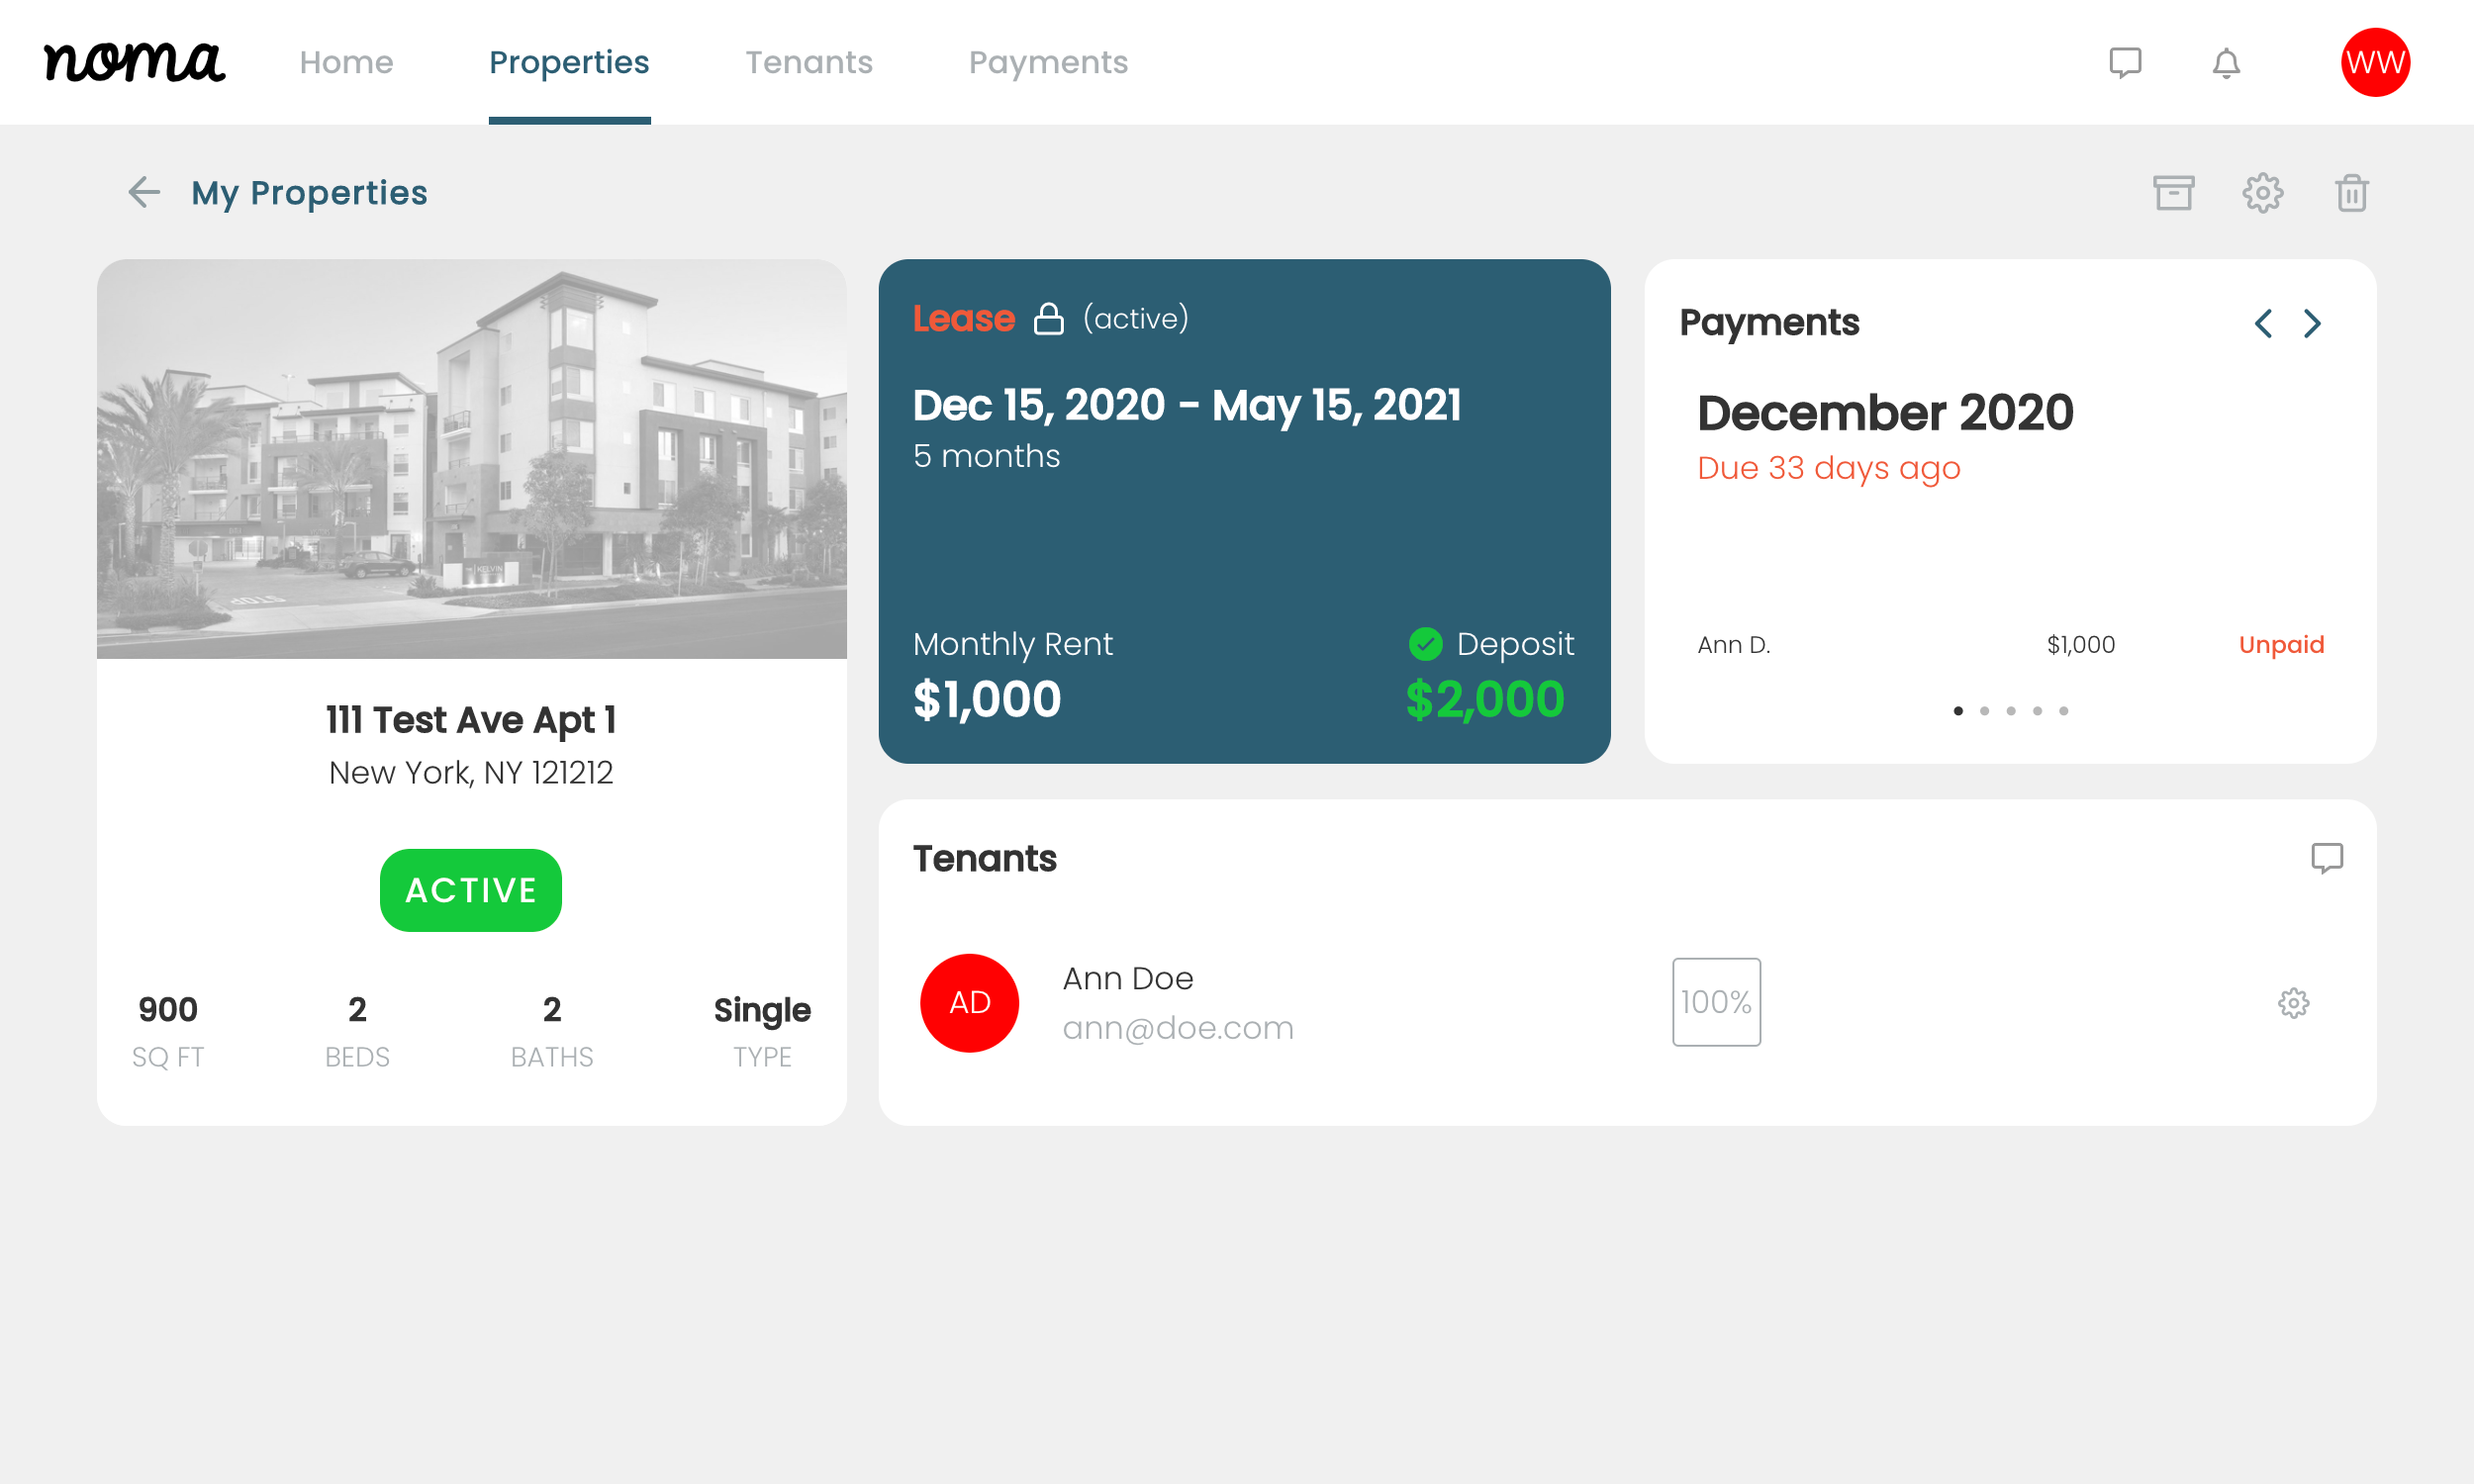 noma
Home
Properties
Tenants
Payments
WW
My Properties
KELVIN
STOP
111 Test Ave Apt 1
New York, NY 121212
ACTIVE
900
SQ FT
2
BEDS
2
BATHS
Single
TYPE
Lease (active)
Dec 15, 2020 - May 15, 2021
5 months
Monthly Rent
$1,000
Deposit
$2,000
Payments
December 2020
Due 33 days ago
Ann D. $1,000 Unpaid
Tenants
AD
Ann Doe
ann@doe.com
100%